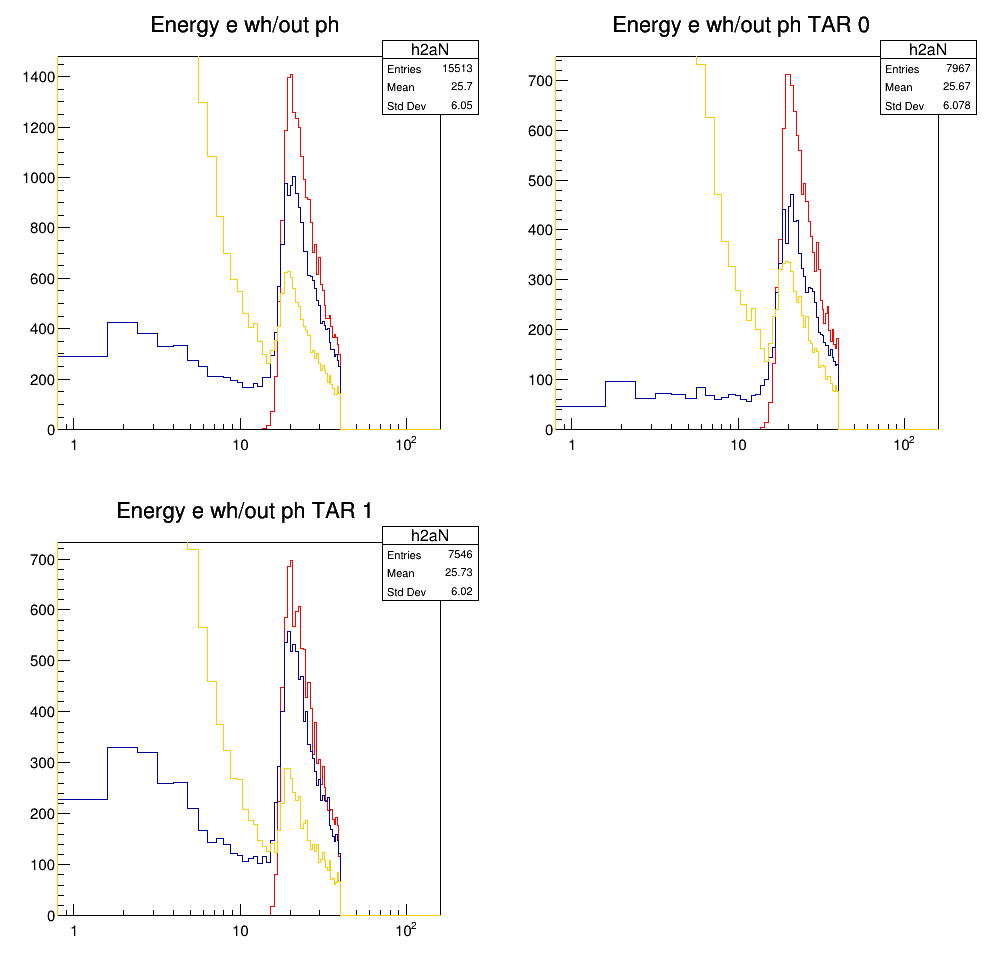 Energy e wh/out ph
h2aN
Entries 15513
Mean 25.7
Std Dev 6.05
1400
1200
1000
800
600
400
200
0
1 10 10²
Energy e wh/out ph TAR 0
h2aN
Entries 7967
Mean 25.67
Std Dev 6.078
700
600
500
400
300
200
100
0
1 10 10²
Energy e wh/out ph TAR 1
h2aN
Entries 7546
Mean 25.73
Std Dev 6.02
700
600
500
400
300
200
100
0
1 10 10²